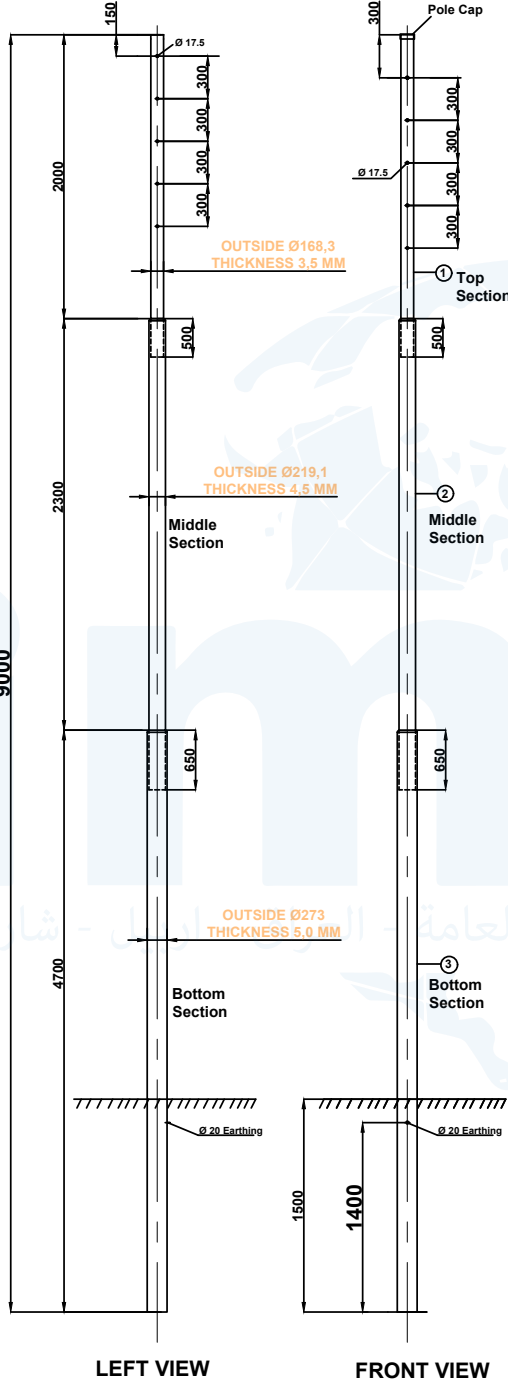 150
Ø 17.5
300
300
300
300
2000
OUTSIDE Ø168,3
THICKNESS 3,5 MM
500
2300
OUTSIDE Ø219,1
THICKNESS 4,5 MM
Middle
Section
9000
650
OUTSIDE Ø273
THICKNESS 5,0 MM
4700
Bottom
Section
Ø 20 Earthing
LEFT VIEW
300
Pole Cap
300
300
Ø 17.5
300
300
1 Top
Section
500
2
Middle
Section
650
العامة -
3
Bottom
Section
1500
1400
Ø 20 Earthing
FRONT VIEW